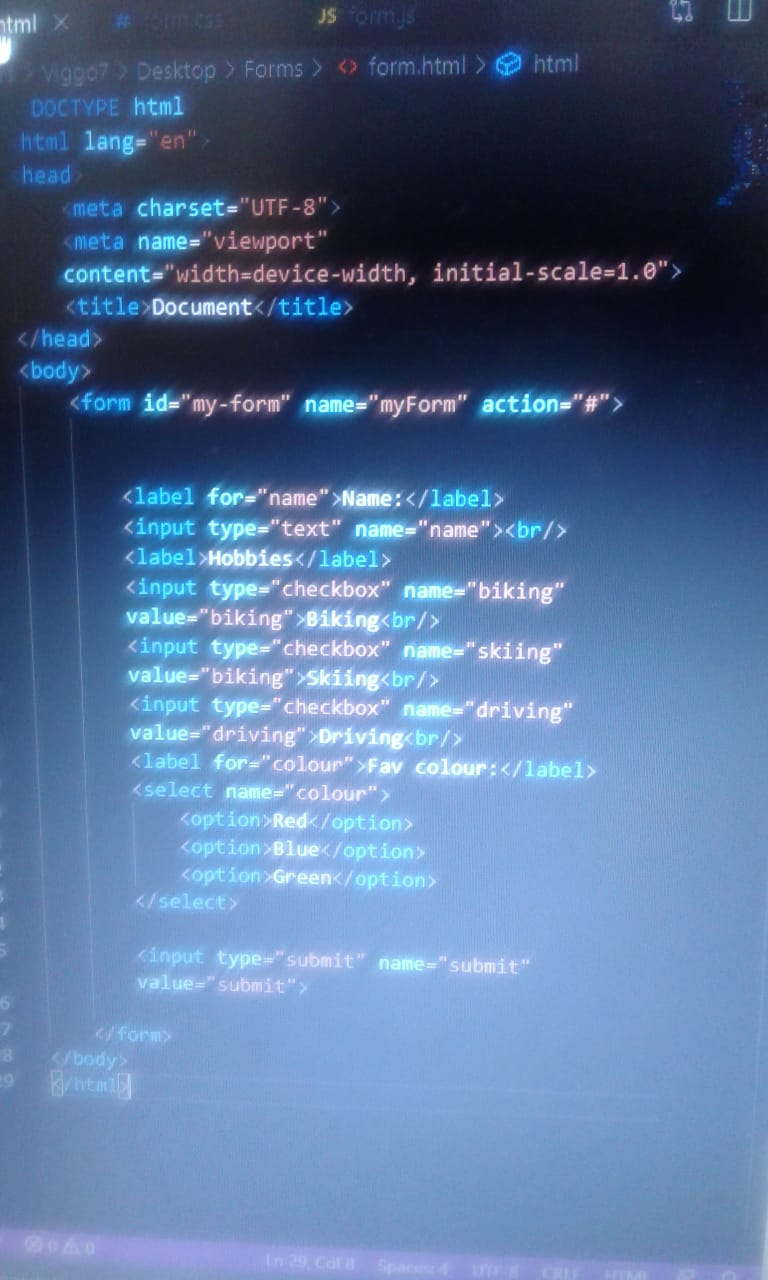 html × # form.css JS form.js
> Viggo7 > Desktop > Forms > <> form.html > html
DOCTYPE html
html lang="en">
head
<meta charset="UTF-8">
<meta name="viewport"
content="width=device-width, initial-scale=1.0">
<title>Document</title>
</head>
<body>
<form id="my-form" name="myForm" action="#">
<label for="name">Name:</label>
<input type="text" name="name"><br/>
<label>Hobbies</label>
<input type="checkbox" name="biking"
value="biking">Biking<br/>
<input type="checkbox" name="skiing"
value="biking">Skiing<br/>
<input type="checkbox" name="driving"
value="driving">Driving<br/>
<label for="colour">Fav colour:</label>
<select name="colour">
<option>Red</option>
<option>Blue</option>
<option>Green</option>
</select>
<input type="submit" name="submit"
value="submit">
</form>
</body>
</html>
0 0 Ln 29, Col 8 Spaces: 4 UTF-8 CRLF HTML